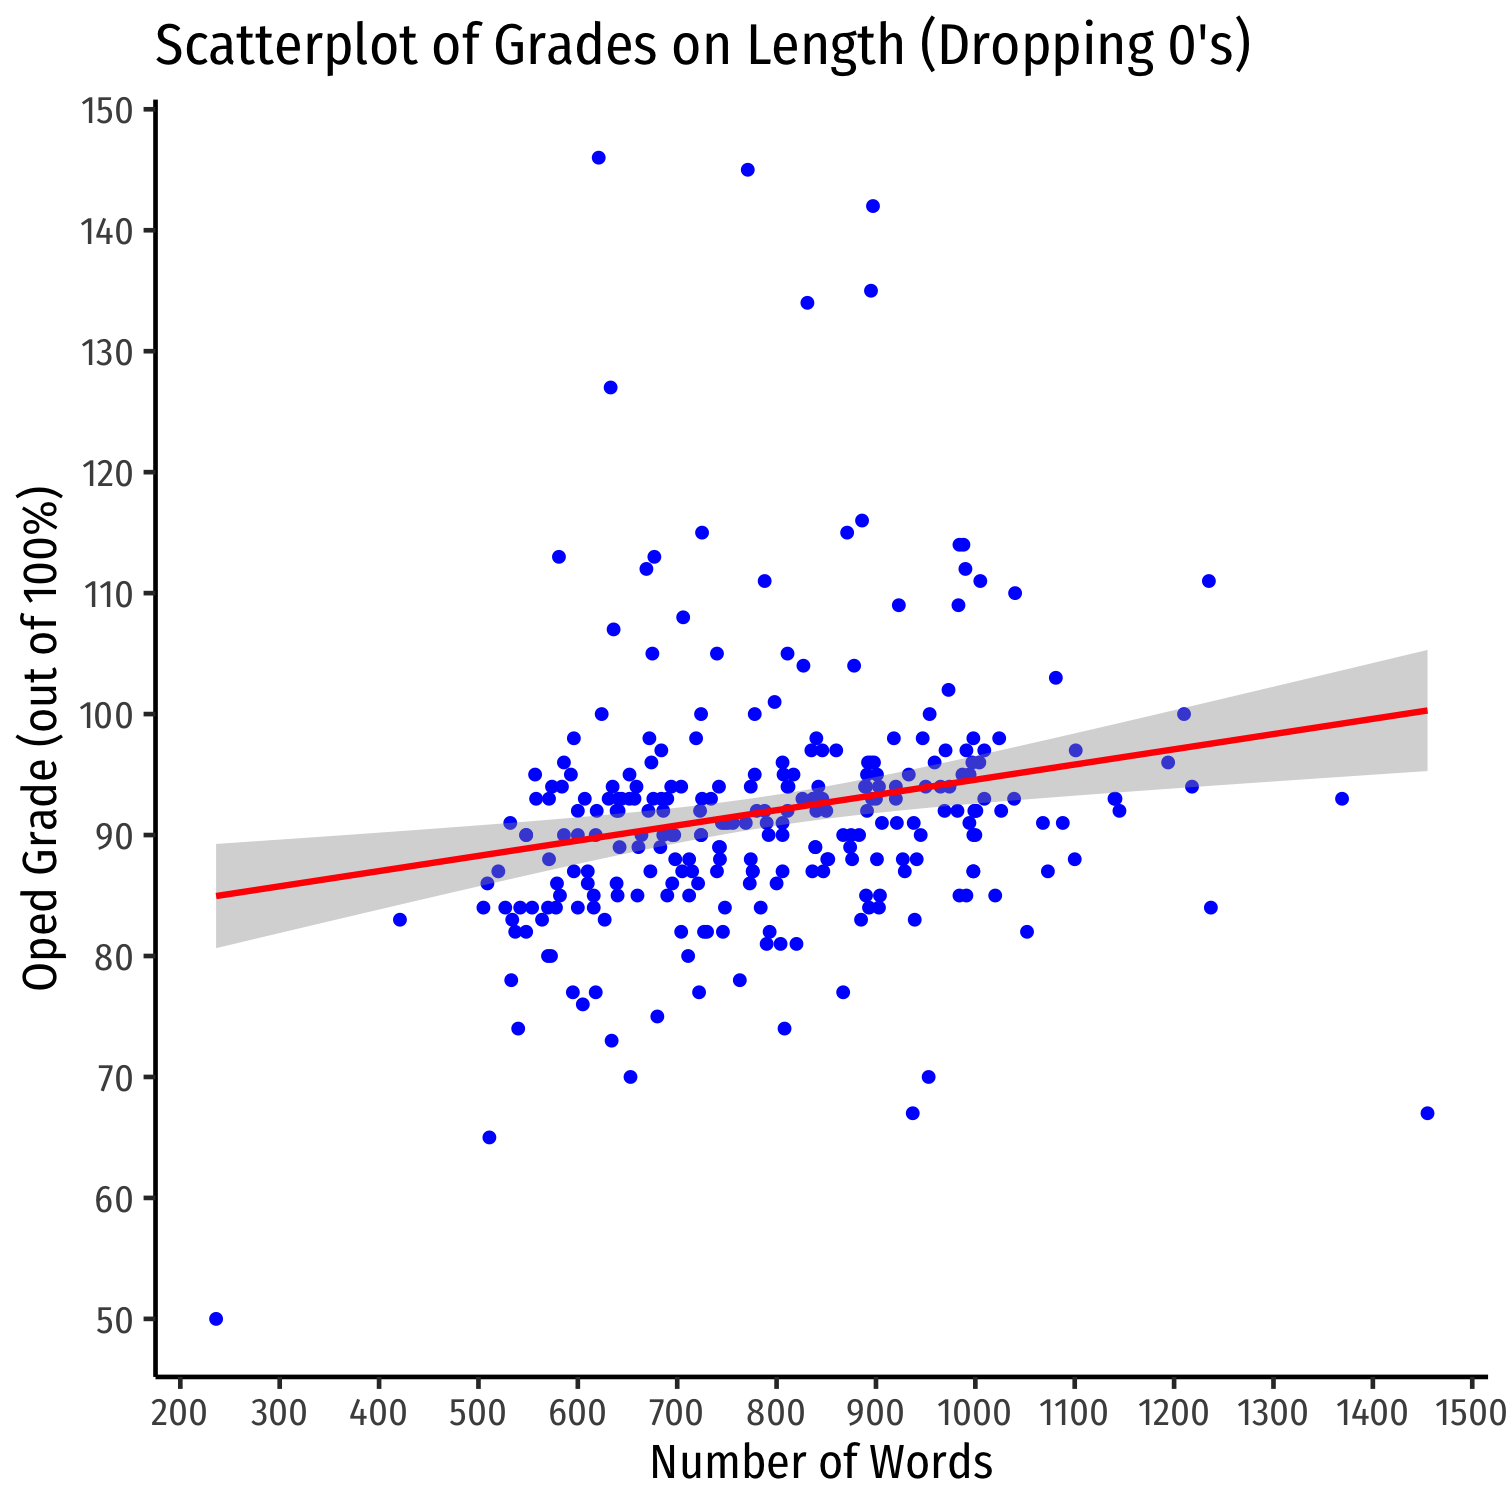 Scatterplot of Grades on Length (Dropping 0's)
150
140
130
120
110
100
90
80
70
60
50
Oped Grade (out of 100%)
200 300 400 500 600 700 800 900 1000 1100 1200 1300 1400 1500
Number of Words